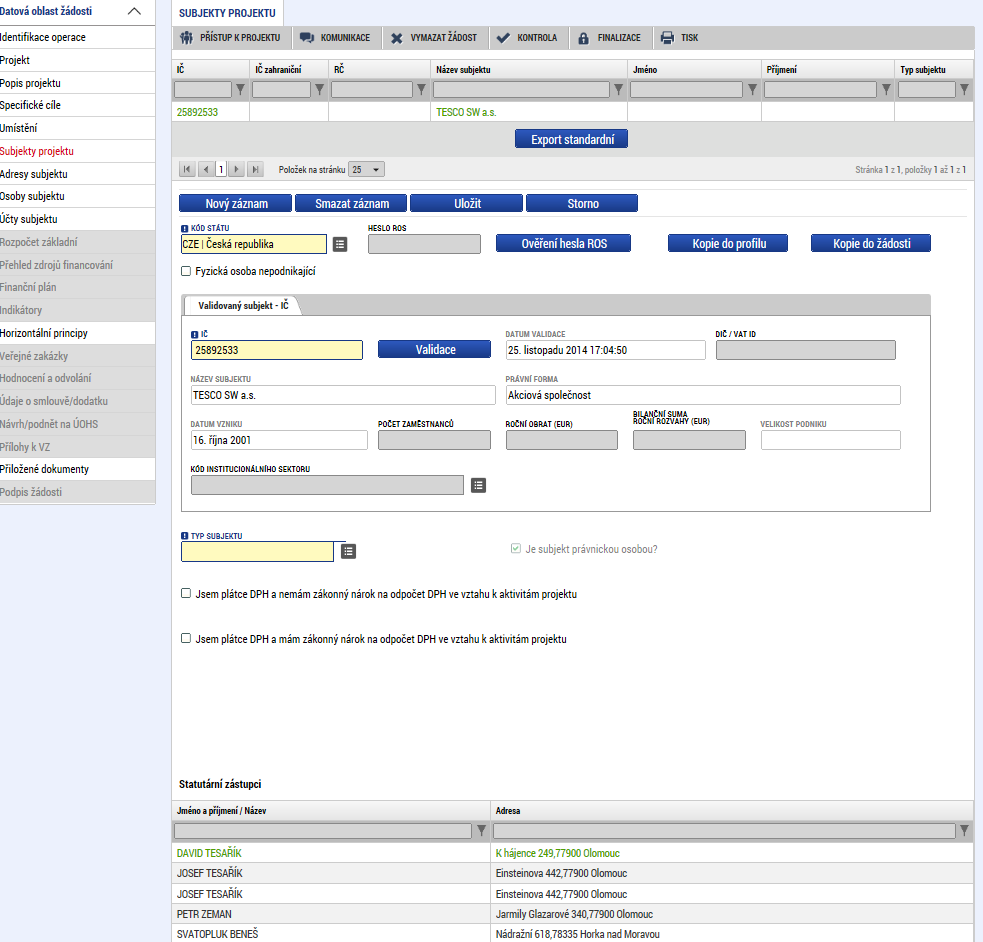 Datová oblast žádosti
Identifikace operace
Projekt
Popis projektu
Specifické cíle
Umístění
Subjekty projektu
Adresy subjektu
Osoby subjektu
Účty subjektu
Rozpočet základní
Přehled zdrojů financování
Finanční plán
Indikátory
Horizontální principy
Veřejné zakázky
Hodnocení a odvolání
Údaje o smlouvě/dodatku
Návrh/podnět na ÚOHS
Přílohy k VZ
Přiložené dokumenty
Podpis žádosti
SUBJEKTY PROJEKTU
PŘÍSTUP K PROJEKTU KOMUNIKACE VYMAZAT ŽÁDOST KONTROLA FINALIZACE TISK
IČ IČ zahraniční RČ Název subjektu Jméno Příjmení Typ subjektu
25892533 TESCO SW a.s.
Export standardní
1 Položek na stránku 25 Stránka 1 z 1, položky 1 až 1 z 1
Nový záznam Smazat záznam Uložit Storno
KÓD STÁTU HESLO ROS
CZE | Česká republika Ověření hesla ROS Kopie do profilu Kopie do žádosti
Fyzická osoba nepodnikající
Validovaný subjekt - IČ
IČ DATUM VALIDACE DIČ / VAT ID
25892533 Validace 25. listopadu 2014 17:04:50
NÁZEV SUBJEKTU PRÁVNÍ FORMA
TESCO SW a.s. Akciová společnost
DATUM VZNIKU POČET ZAMĚSTNANCŮ ROČNÍ OBRAT (EUR) BILANČNÍ SUMA
ROČNÍ ROZVAHY (EUR) VELIKOST PODNIKU
16. října 2001
KÓD INSTITUCIONÁLNÍHO SEKTORU
TYP SUBJEKTU
Je subjekt právnickou osobou?
Jsem plátce DPH a nemám zákonný nárok na odpočet DPH ve vztahu k aktivitám projektu
Jsem plátce DPH a mám zákonný nárok na odpočet DPH ve vztahu k aktivitám projektu
Statutární zástupci
Jméno a příjmení / Název Adresa
DAVID TESAŘÍK K hájence 249,77900 Olomouc
JOSEF TESAŘÍK Einsteinova 442,77900 Olomouc
JOSEF TESAŘÍK Einsteinova 442,77900 Olomouc
PETR ZEMAN Jarmily Glazarové 340,77900 Olomouc
SVATOPLUK BENEŠ Nádražní 618,78335 Horka nad Moravou